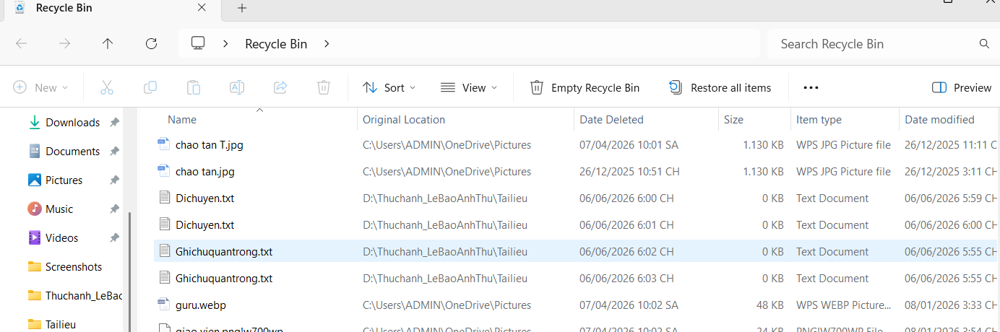 Recycle Bin
Recycle Bin
Search Recycle Bin
New
Sort
View
Empty Recycle Bin
Restore all items
Preview
Name Original Location Date Deleted Size Item type Date modified
Downloads
Documents
Pictures
Music
Videos
Screenshots
Thuchanh_LeBao
Tailieu
chao tan T.jpg C:\Users\ADMIN\OneDrive\Pictures 07/04/2026 10:01 SA 1.130 KB WPS JPG Picture file 26/12/2025 11:11 C
chao tan.jpg C:\Users\ADMIN\OneDrive\Pictures 26/12/2025 10:51 CH 1.130 KB WPS JPG Picture file 26/12/2025 3:11 CH
Dichuyen.txt D:\Thuchanh_LeBaoAnhThu\Tailieu 06/06/2026 6:00 CH 0 KB Text Document 06/06/2026 5:59 CH
Dichuyen.txt D:\Thuchanh_LeBaoAnhThu\Tailieu 06/06/2026 6:01 CH 0 KB Text Document 06/06/2026 6:00 CH
Ghichuquantrong.txt D:\Thuchanh_LeBaoAnhThu\Tailieu 06/06/2026 6:02 CH 0 KB Text Document 06/06/2026 5:55 CH
Ghichuquantrong.txt D:\Thuchanh_LeBaoAnhThu\Tailieu 06/06/2026 6:03 CH 0 KB Text Document 06/06/2026 5:55 CH
guru.webp C:\Users\ADMIN\OneDrive\Pictures 07/04/2026 10:02 SA 48 KB WPS WEBP Picture... 08/01/2026 3:33 CH
C:\Users\ADMIN\OneDrive\Pictures 07/04/2026 10:02 SA 24 KB PNG!W700WP File 08/01/2026 3:54 CH